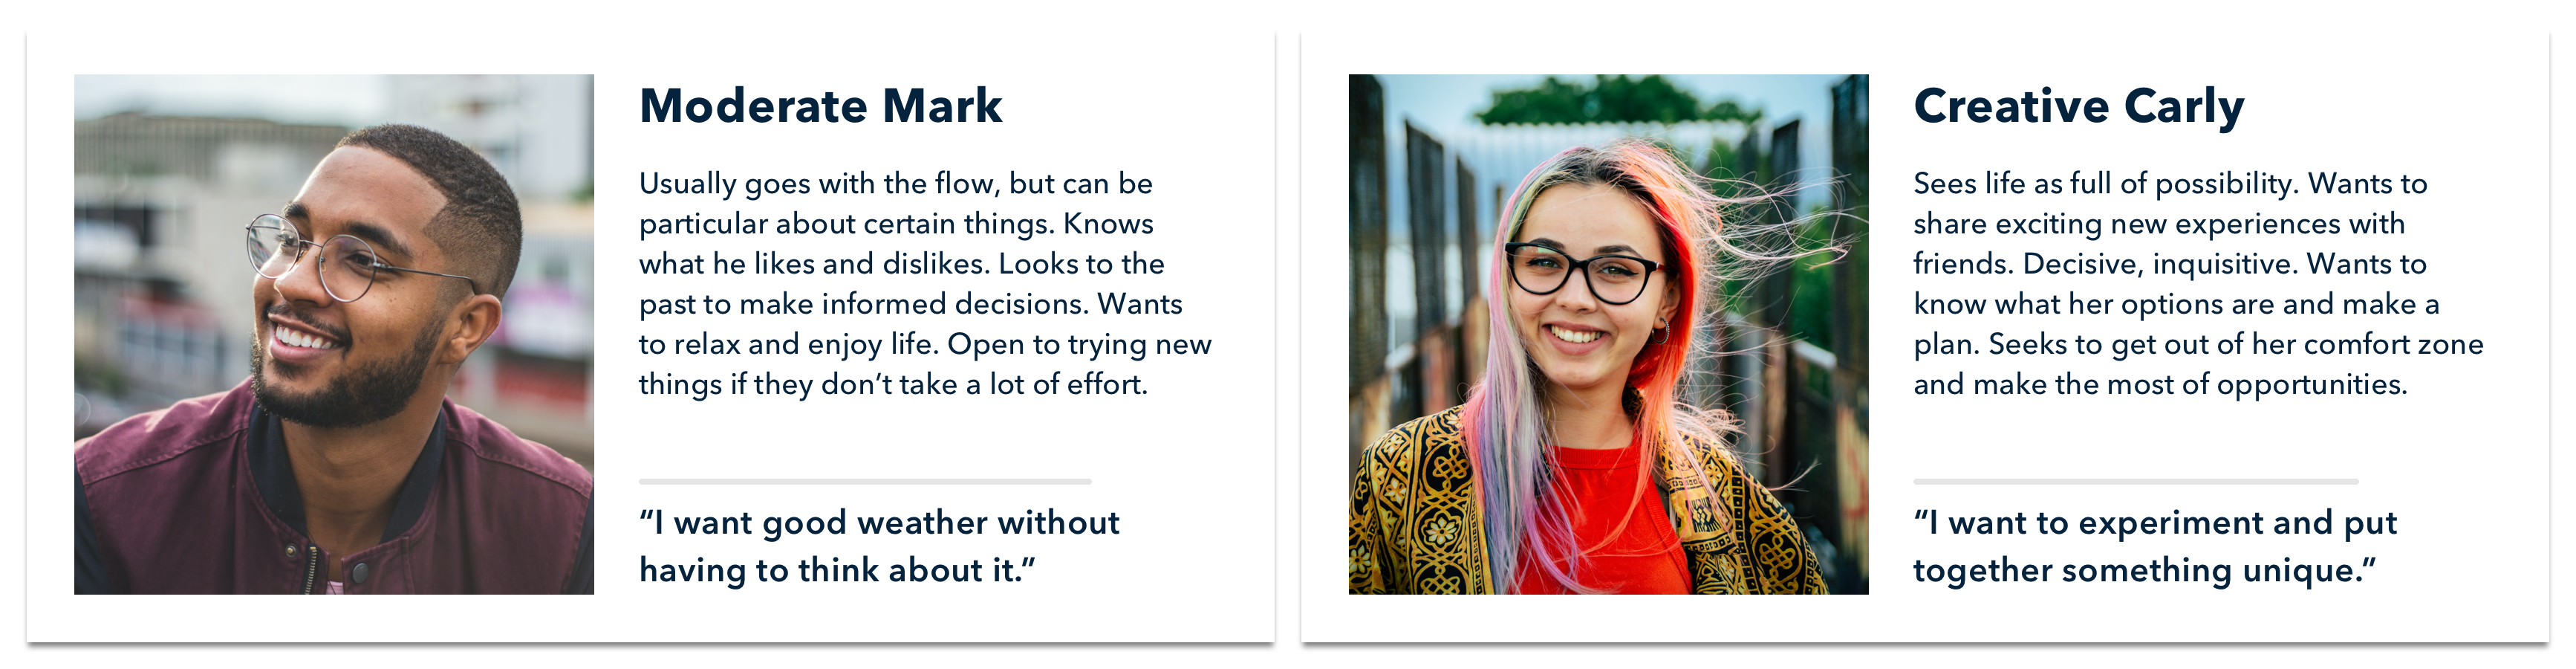 Moderate Mark
Usually goes with the flow, but can be
particular about certain things. Knows
what he likes and dislikes. Looks to the
past to make informed decisions. Wants
to relax and enjoy life. Open to trying new
things if they don’t take a lot of effort.
“I want good weather without
having to think about it.”
Creative Carly
Sees life as full of possibility. Wants to
share exciting new experiences with
friends. Decisive, inquisitive. Wants to
know what her options are and make a
plan. Seeks to get out of her comfort zone
and make the most of opportunities.
“I want to experiment and put
together something unique.”